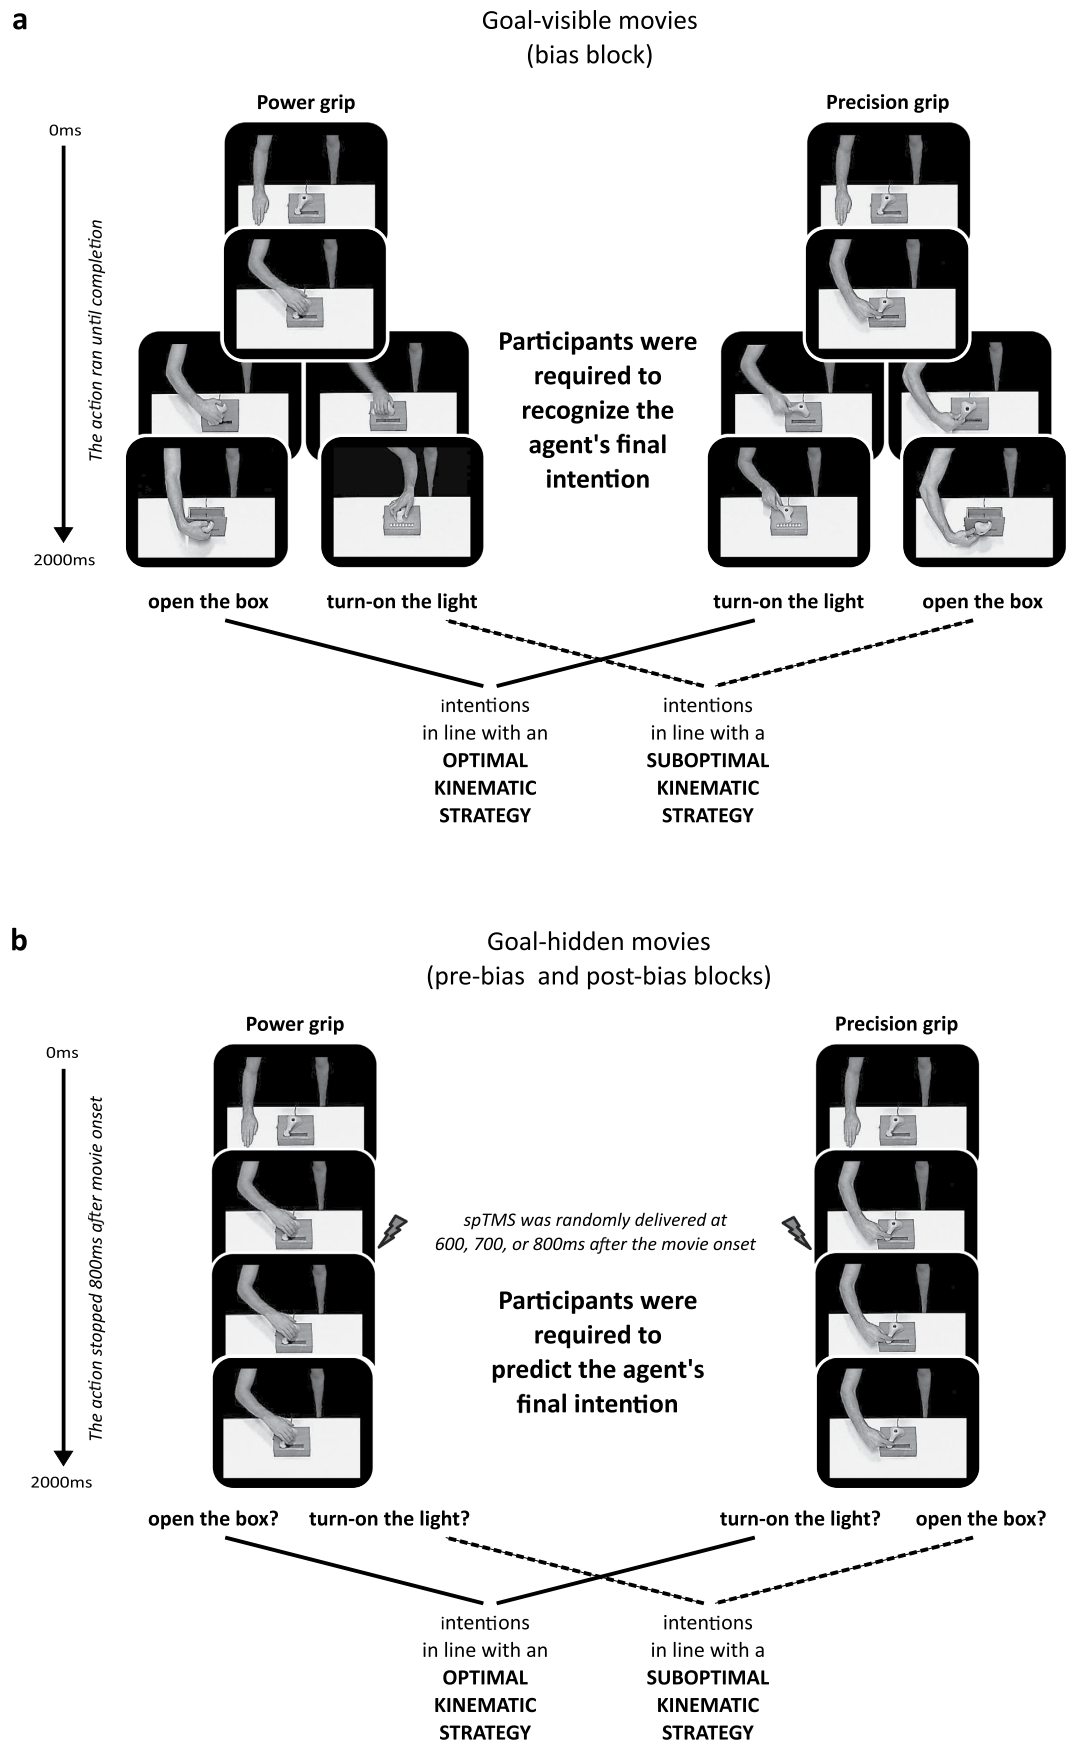 a
Goal-visible movies
(bias block)
Power grip
Precision grip
0ms
The action ran until completion
2000ms
Participants were
required to
recognize the
agent's final
intention
open the box
turn-on the light
turn-on the light
open the box
intentions
in line with an
OPTIMAL
KINEMATIC
STRATEGY
intentions
in line with a
SUBOPTIMAL
KINEMATIC
STRATEGY
b
Goal-hidden movies
(pre-bias and post-bias blocks)
Power grip
Precision grip
0ms
The action stopped 800ms after movie onset
2000ms
spTMS was randomly delivered at
600, 700, or 800ms after the movie onset
Participants were
required to
predict the agent's
final intention
open the box?
turn-on the light?
turn-on the light?
open the box?
intentions
in line with an
OPTIMAL
KINEMATIC
STRATEGY
intentions
in line with a
SUBOPTIMAL
KINEMATIC
STRATEGY